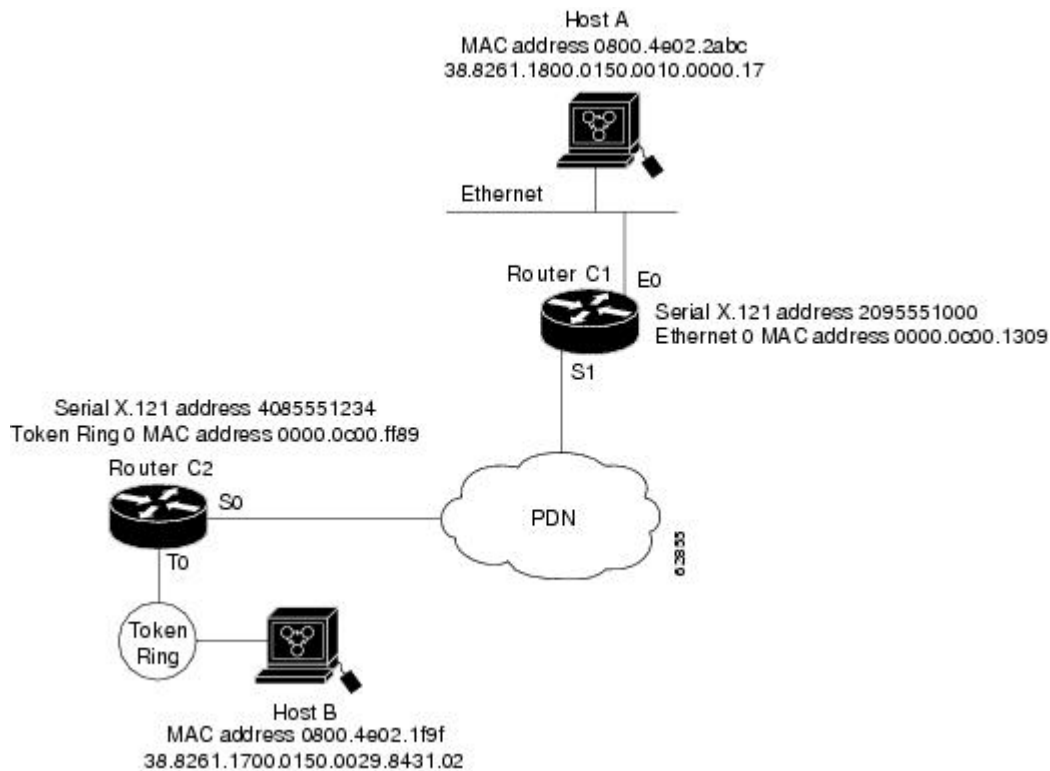 Host A
MAC address 0800.4e02.2abc
38.8261.1800.0150.0010.0000.17
Ethernet
Router C1
E0
Serial X.121 address 2095551000
Ethernet 0 MAC address 0000.0c00.1309
S1
Serial X.121 address 4085551234
Token Ring 0 MAC address 0000.0c00.ff89
Router C2
S0
PDN
62855
T0
Token
Ring
Host B
MAC address 0800.4e02.1f9f
38.8261.1700.0150.0029.8431.02